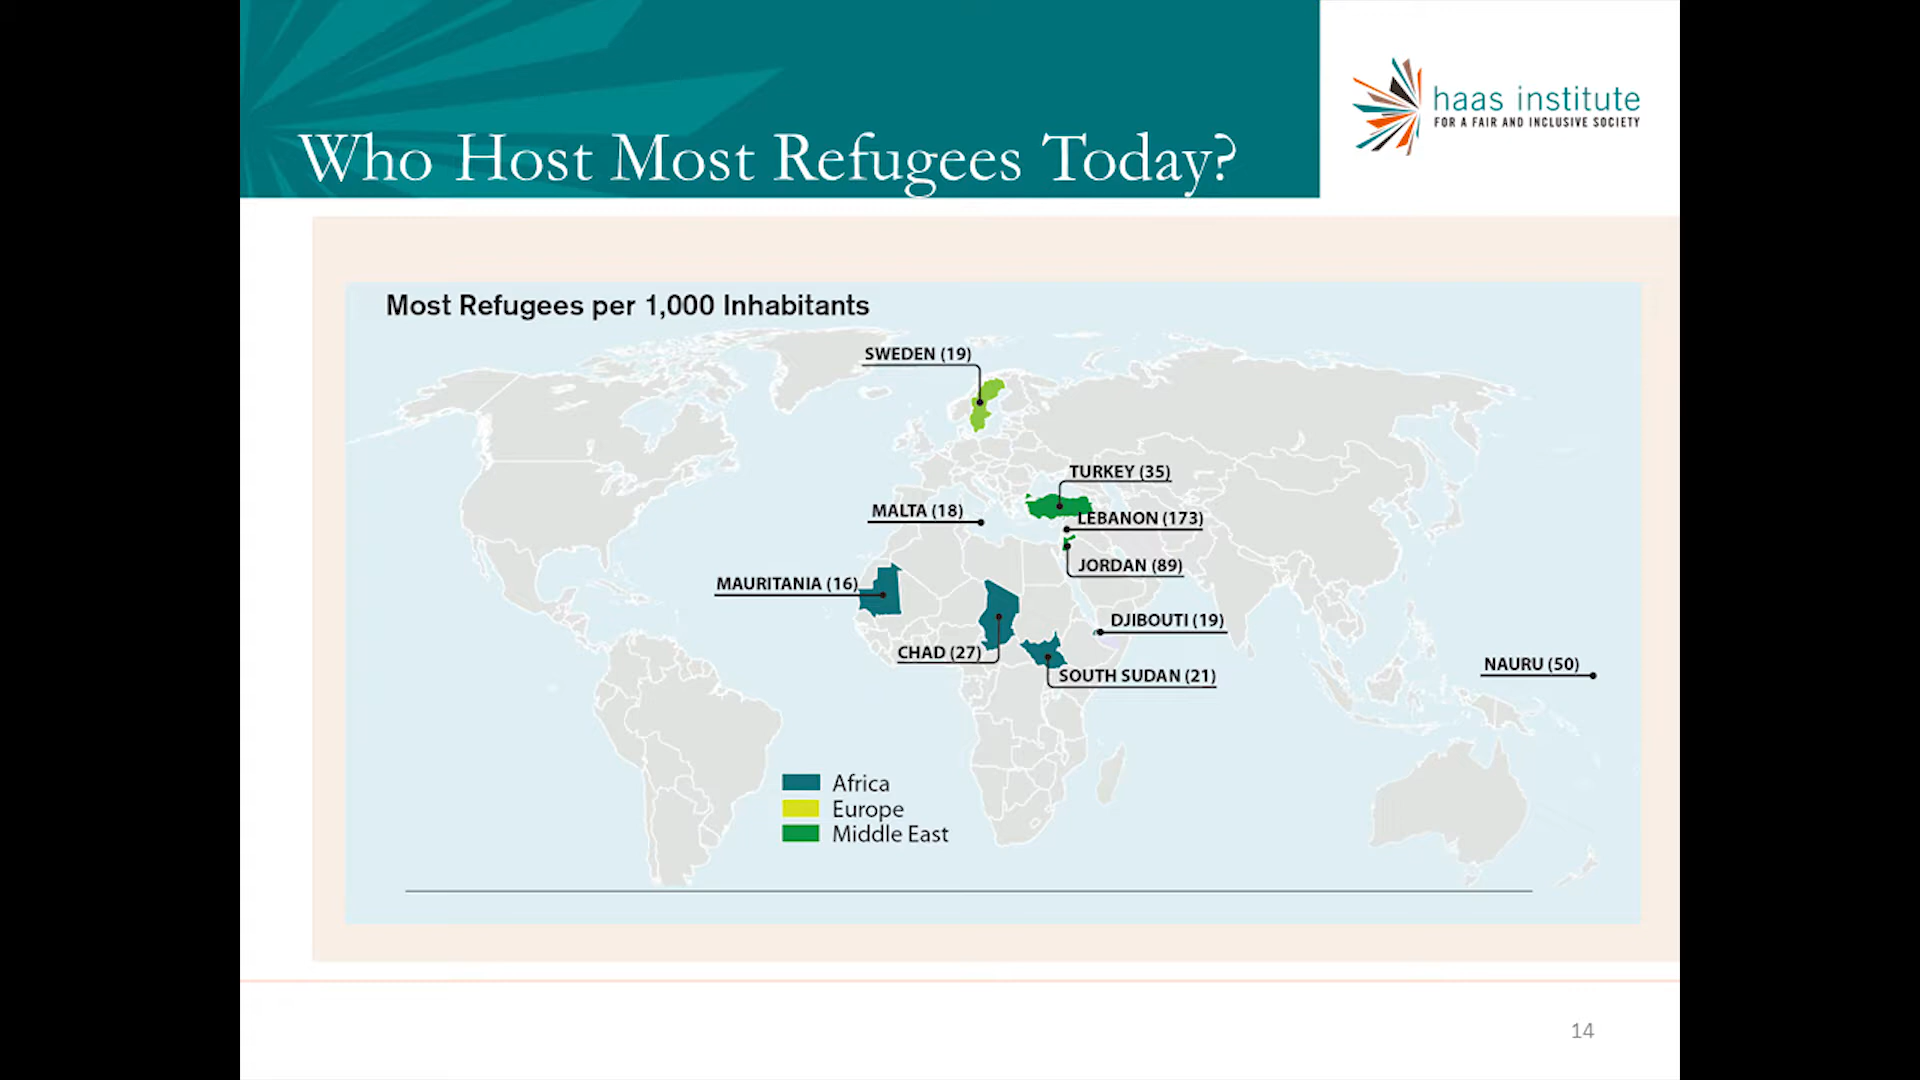 Who Host Most Refugees Today?
haas institute
FOR A FAIR AND INCLUSIVE SOCIETY
Most Refugees per 1,000 Inhabitants
SWEDEN (19)
TURKEY (35)
MALTA (18)
LEBANON (173)
JORDAN (89)
MAURITANIA (16)
DJIBOUTI (19)
CHAD (27)
SOUTH SUDAN (21)
NAURU (50)
Africa
Europe
Middle East
14